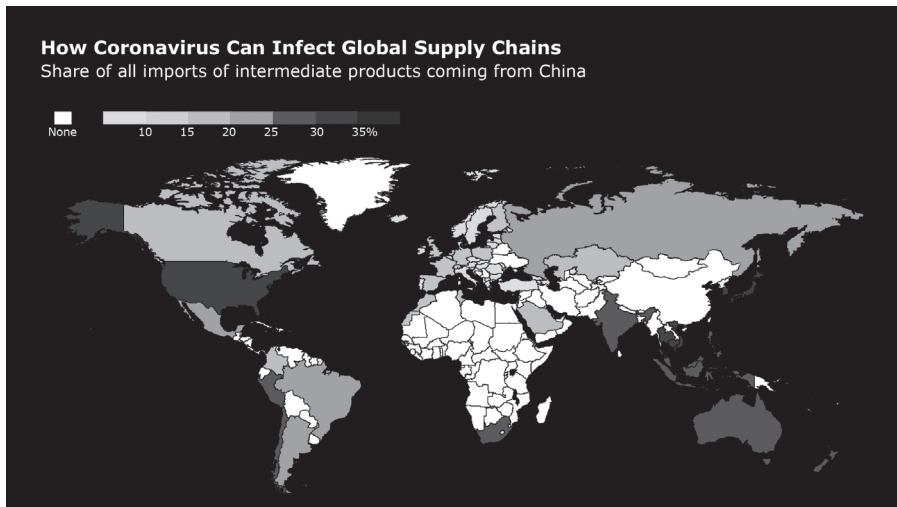 How Coronavirus Can Infect Global Supply Chains
Share of all imports of intermediate products coming from China
None 10 15 20 25 30 35%